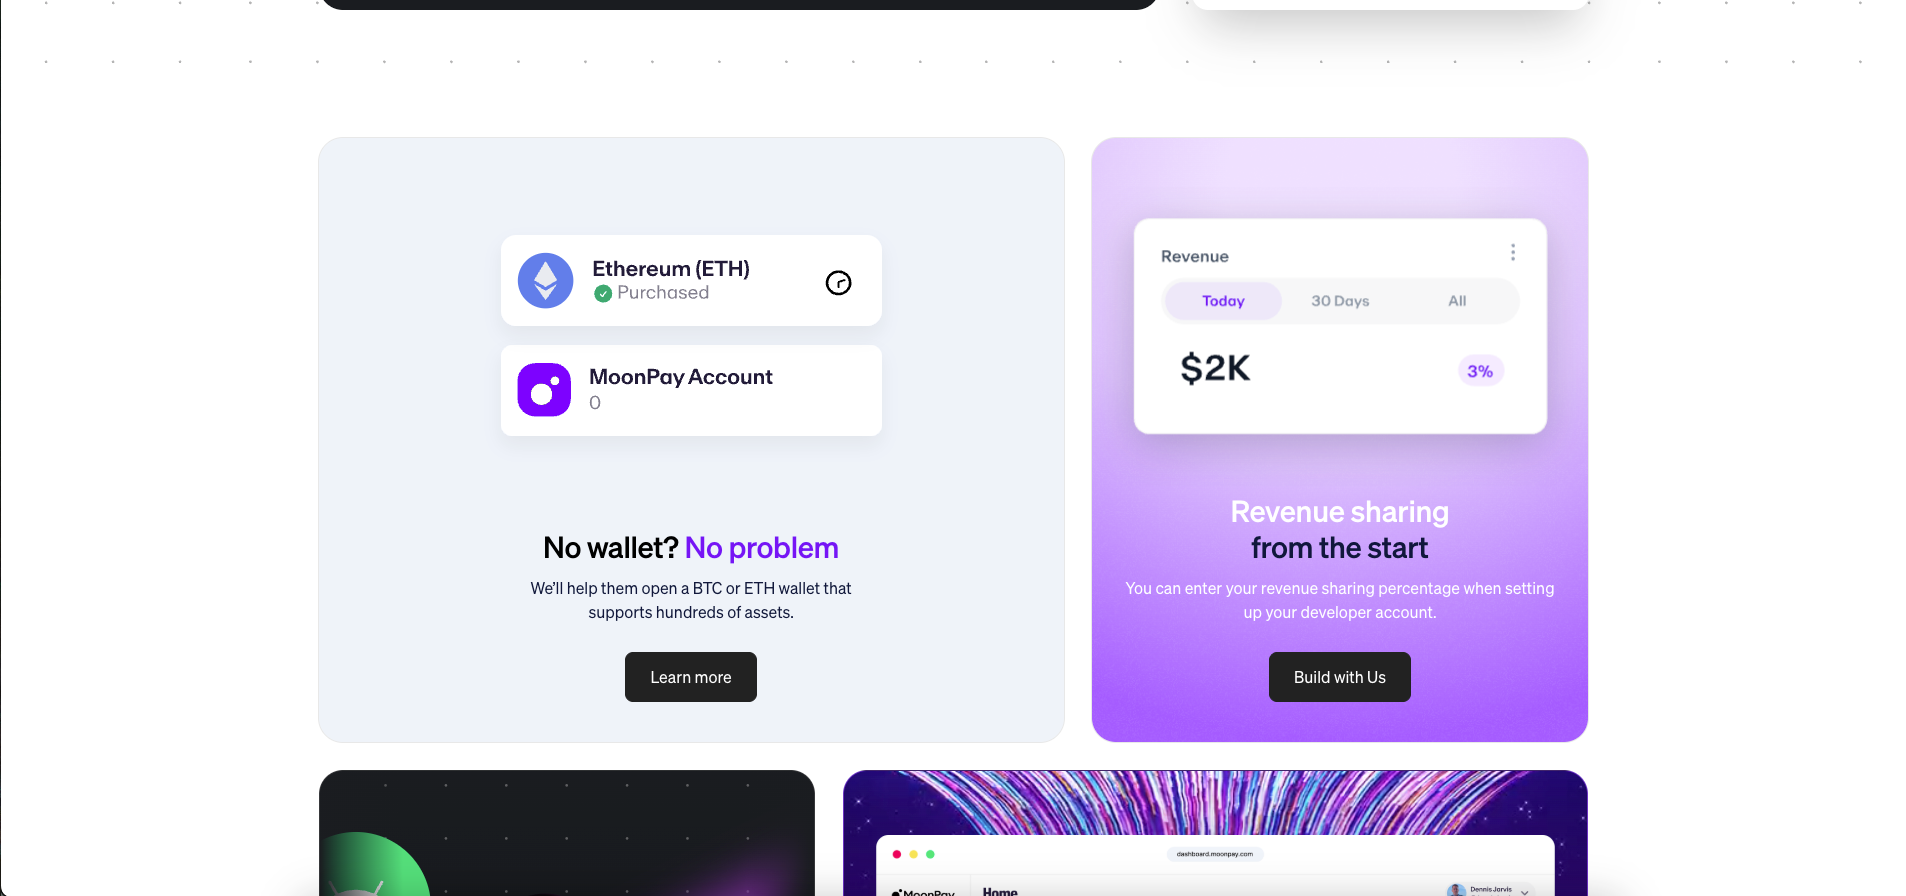 Ethereum (ETH)
Purchased
MoonPay Account
0
No wallet? No problem
We'll help them open a BTC or ETH wallet that
supports hundreds of assets.
Learn more
Revenue
Today 30 Days All
$2K 3%
Revenue sharing
from the start
You can enter your revenue sharing percentage when setting
up your developer account.
Build with Us
dashboard.moonpay.com
MoonPay Home Dennis Jarvis